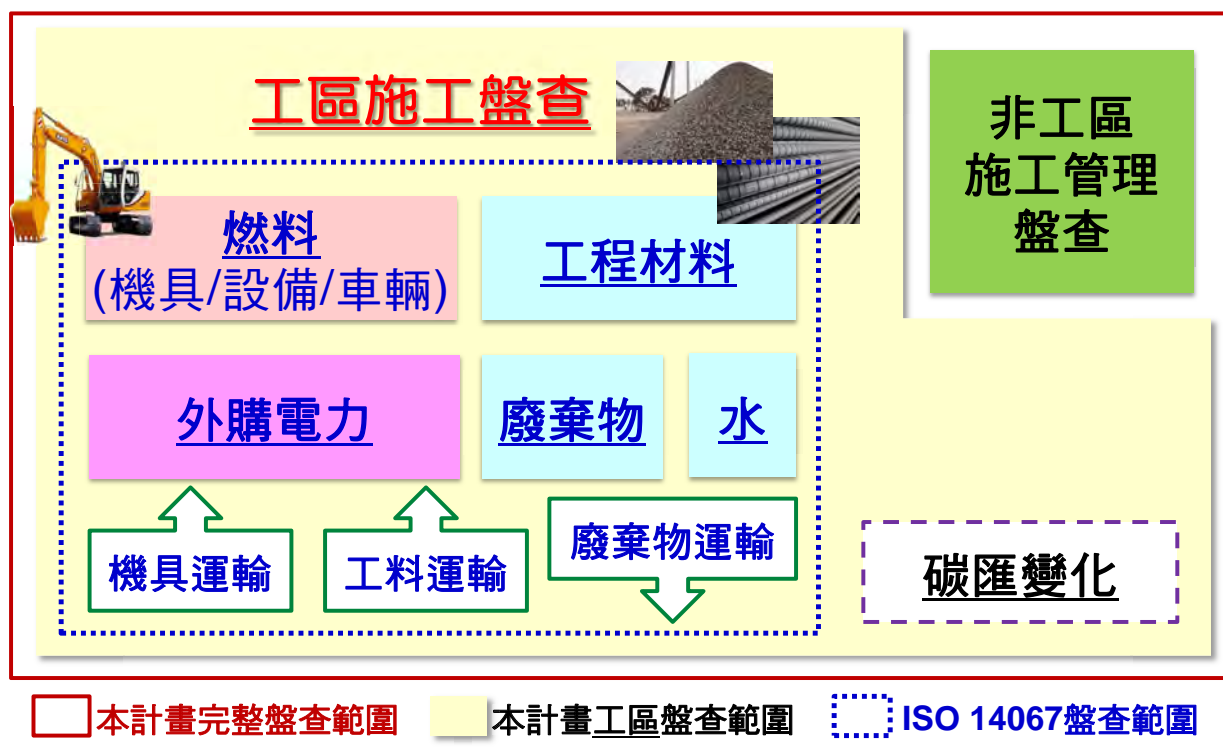 工區施工盤查
非工區
施工管理
盤查
燃料
(機具/設備/車輛)
工程材料
外購電力
廢棄物
水
機具運輸
工料運輸
廢棄物運輸
碳匯變化
本計畫完整盤查範圍
本計畫工區盤查範圍
ISO 14067盤查範圍